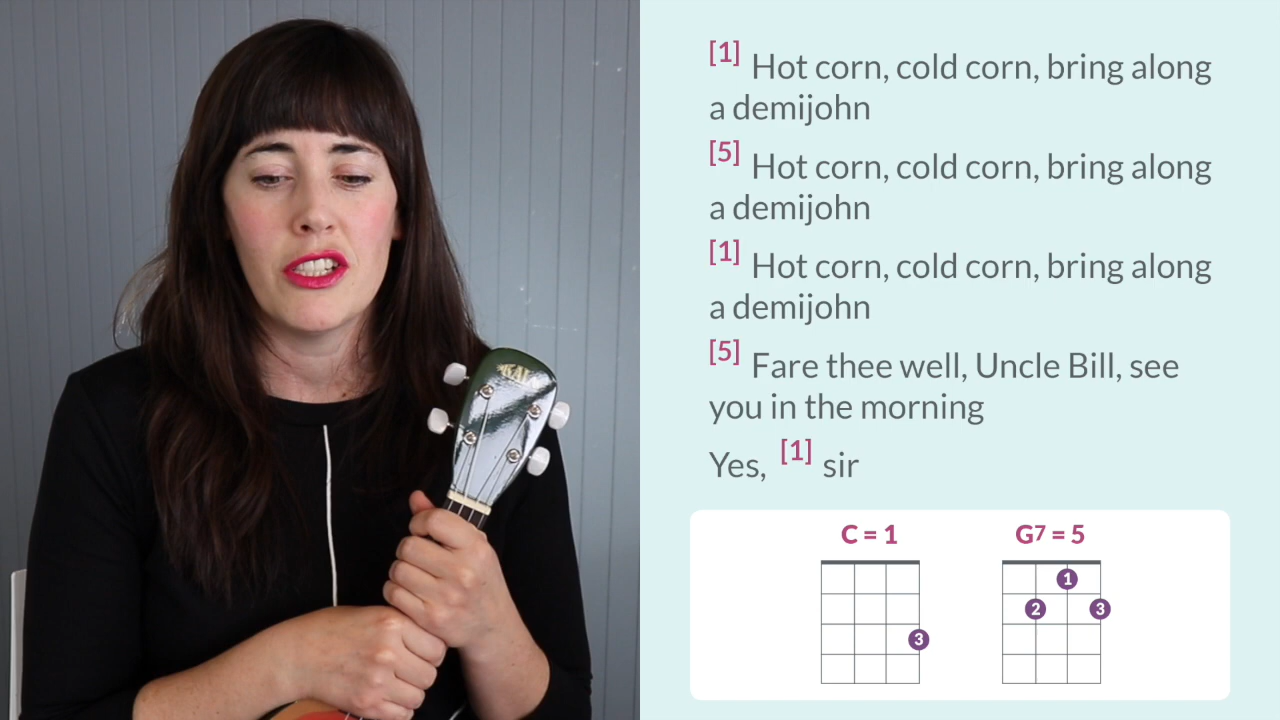 [1] Hot corn, cold corn, bring along
a demijohn
[5] Hot corn, cold corn, bring along
a demijohn
[1] Hot corn, cold corn, bring along
a demijohn
[5] Fare thee well, Uncle Bill, see
you in the morning
Yes, [1] sir
KAY
C = 1
G7 = 5
1
2 3
3